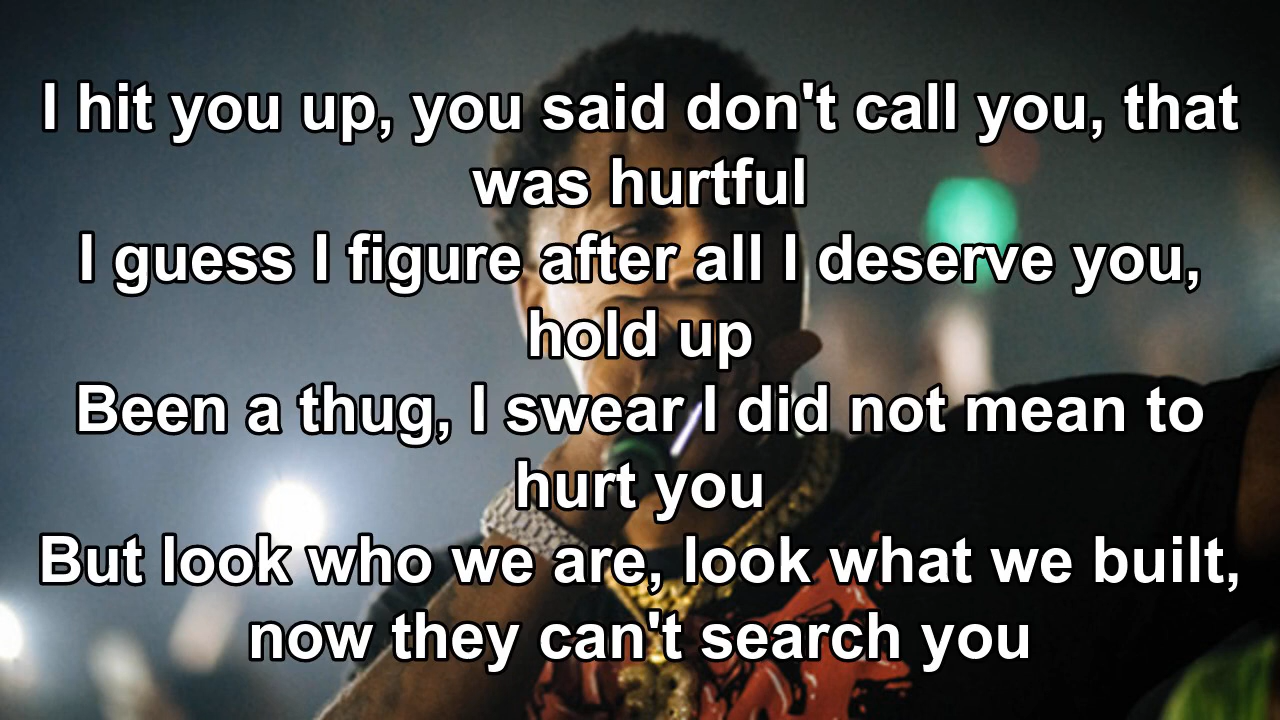 I hit you up, you said don't call you, that
was hurtful
I guess I figure after all I deserve you,
hold up
Been a thug, I swear I did not mean to
hurt you
But look who we are, look what we built,
now they can't search you